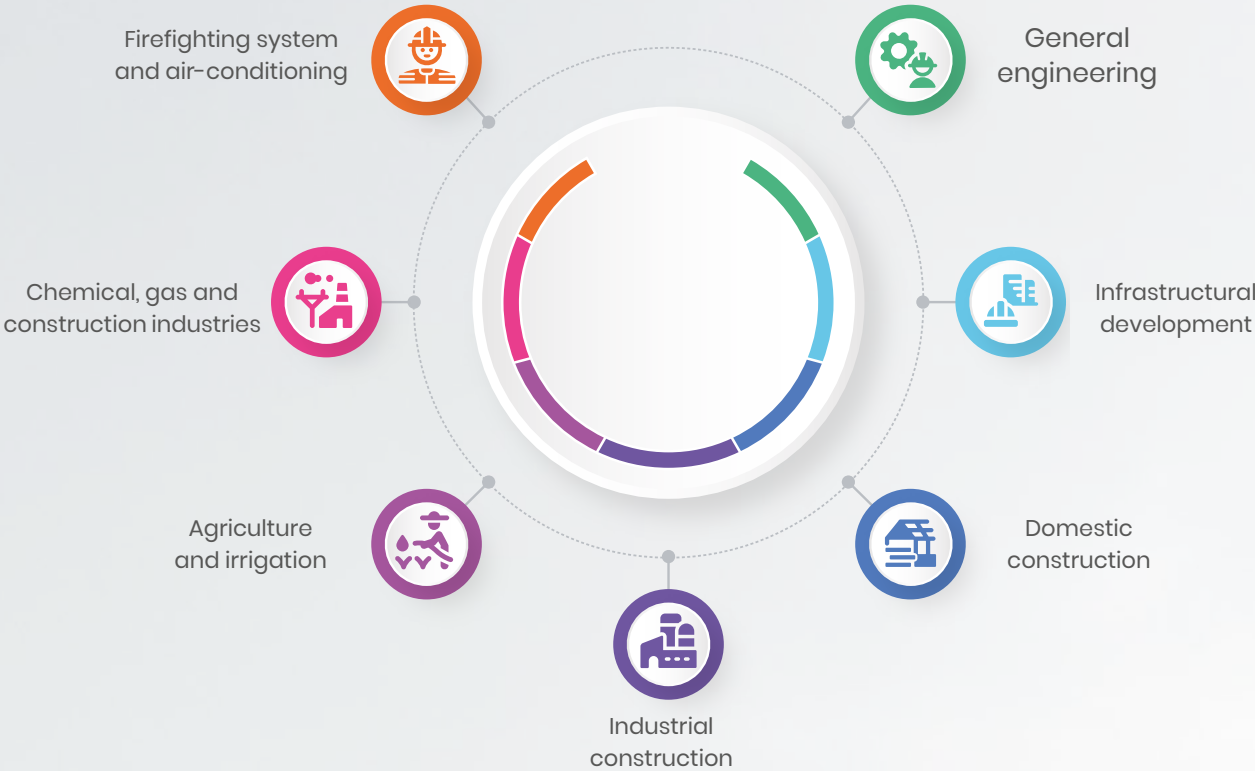 Firefighting system
and air-conditioning
General
engineering
Chemical, gas and
construction industries
Infrastructural
development
Agriculture
and irrigation
Domestic
construction
Industrial
construction